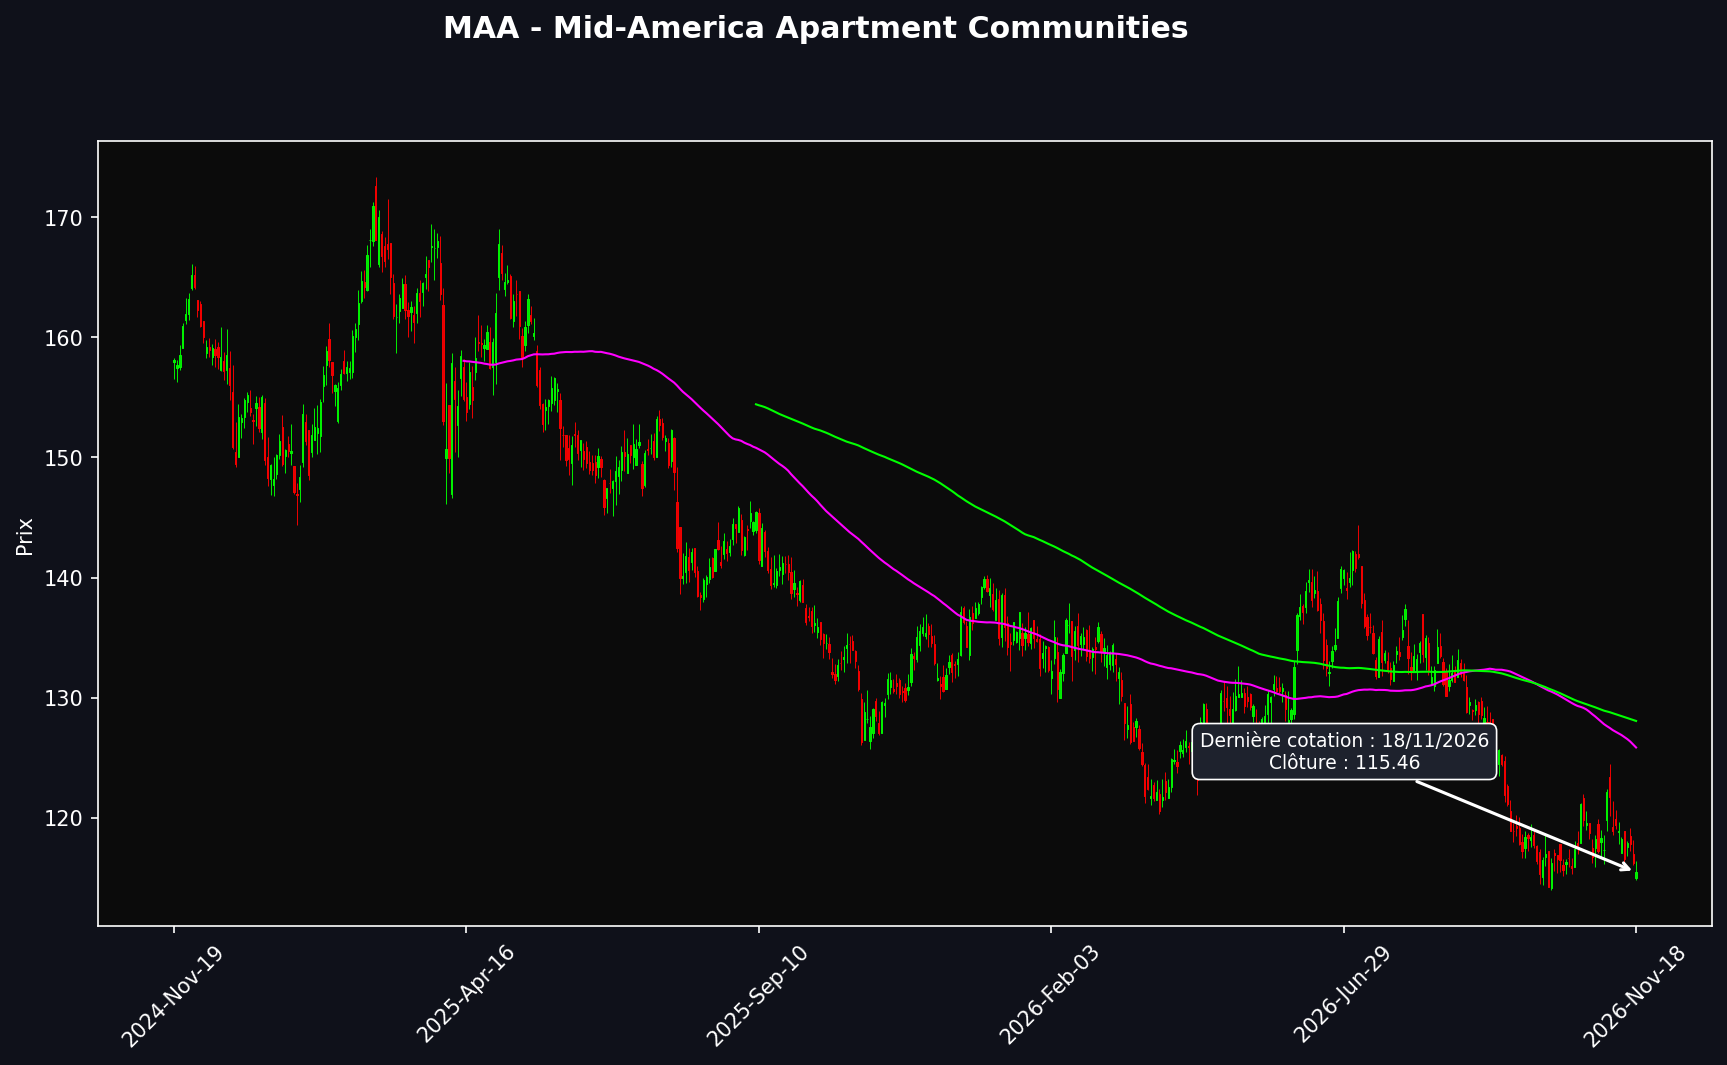 MAA - Mid-America Apartment Communities
Prix
170
160
150
140
130
120
Dernière cotation : 18/11/2026
Clôture : 115.46
2024-Nov-19
2025-Apr-16
2025-Sep-10
2026-Feb-03
2026-Jun-29
2026-Nov-18